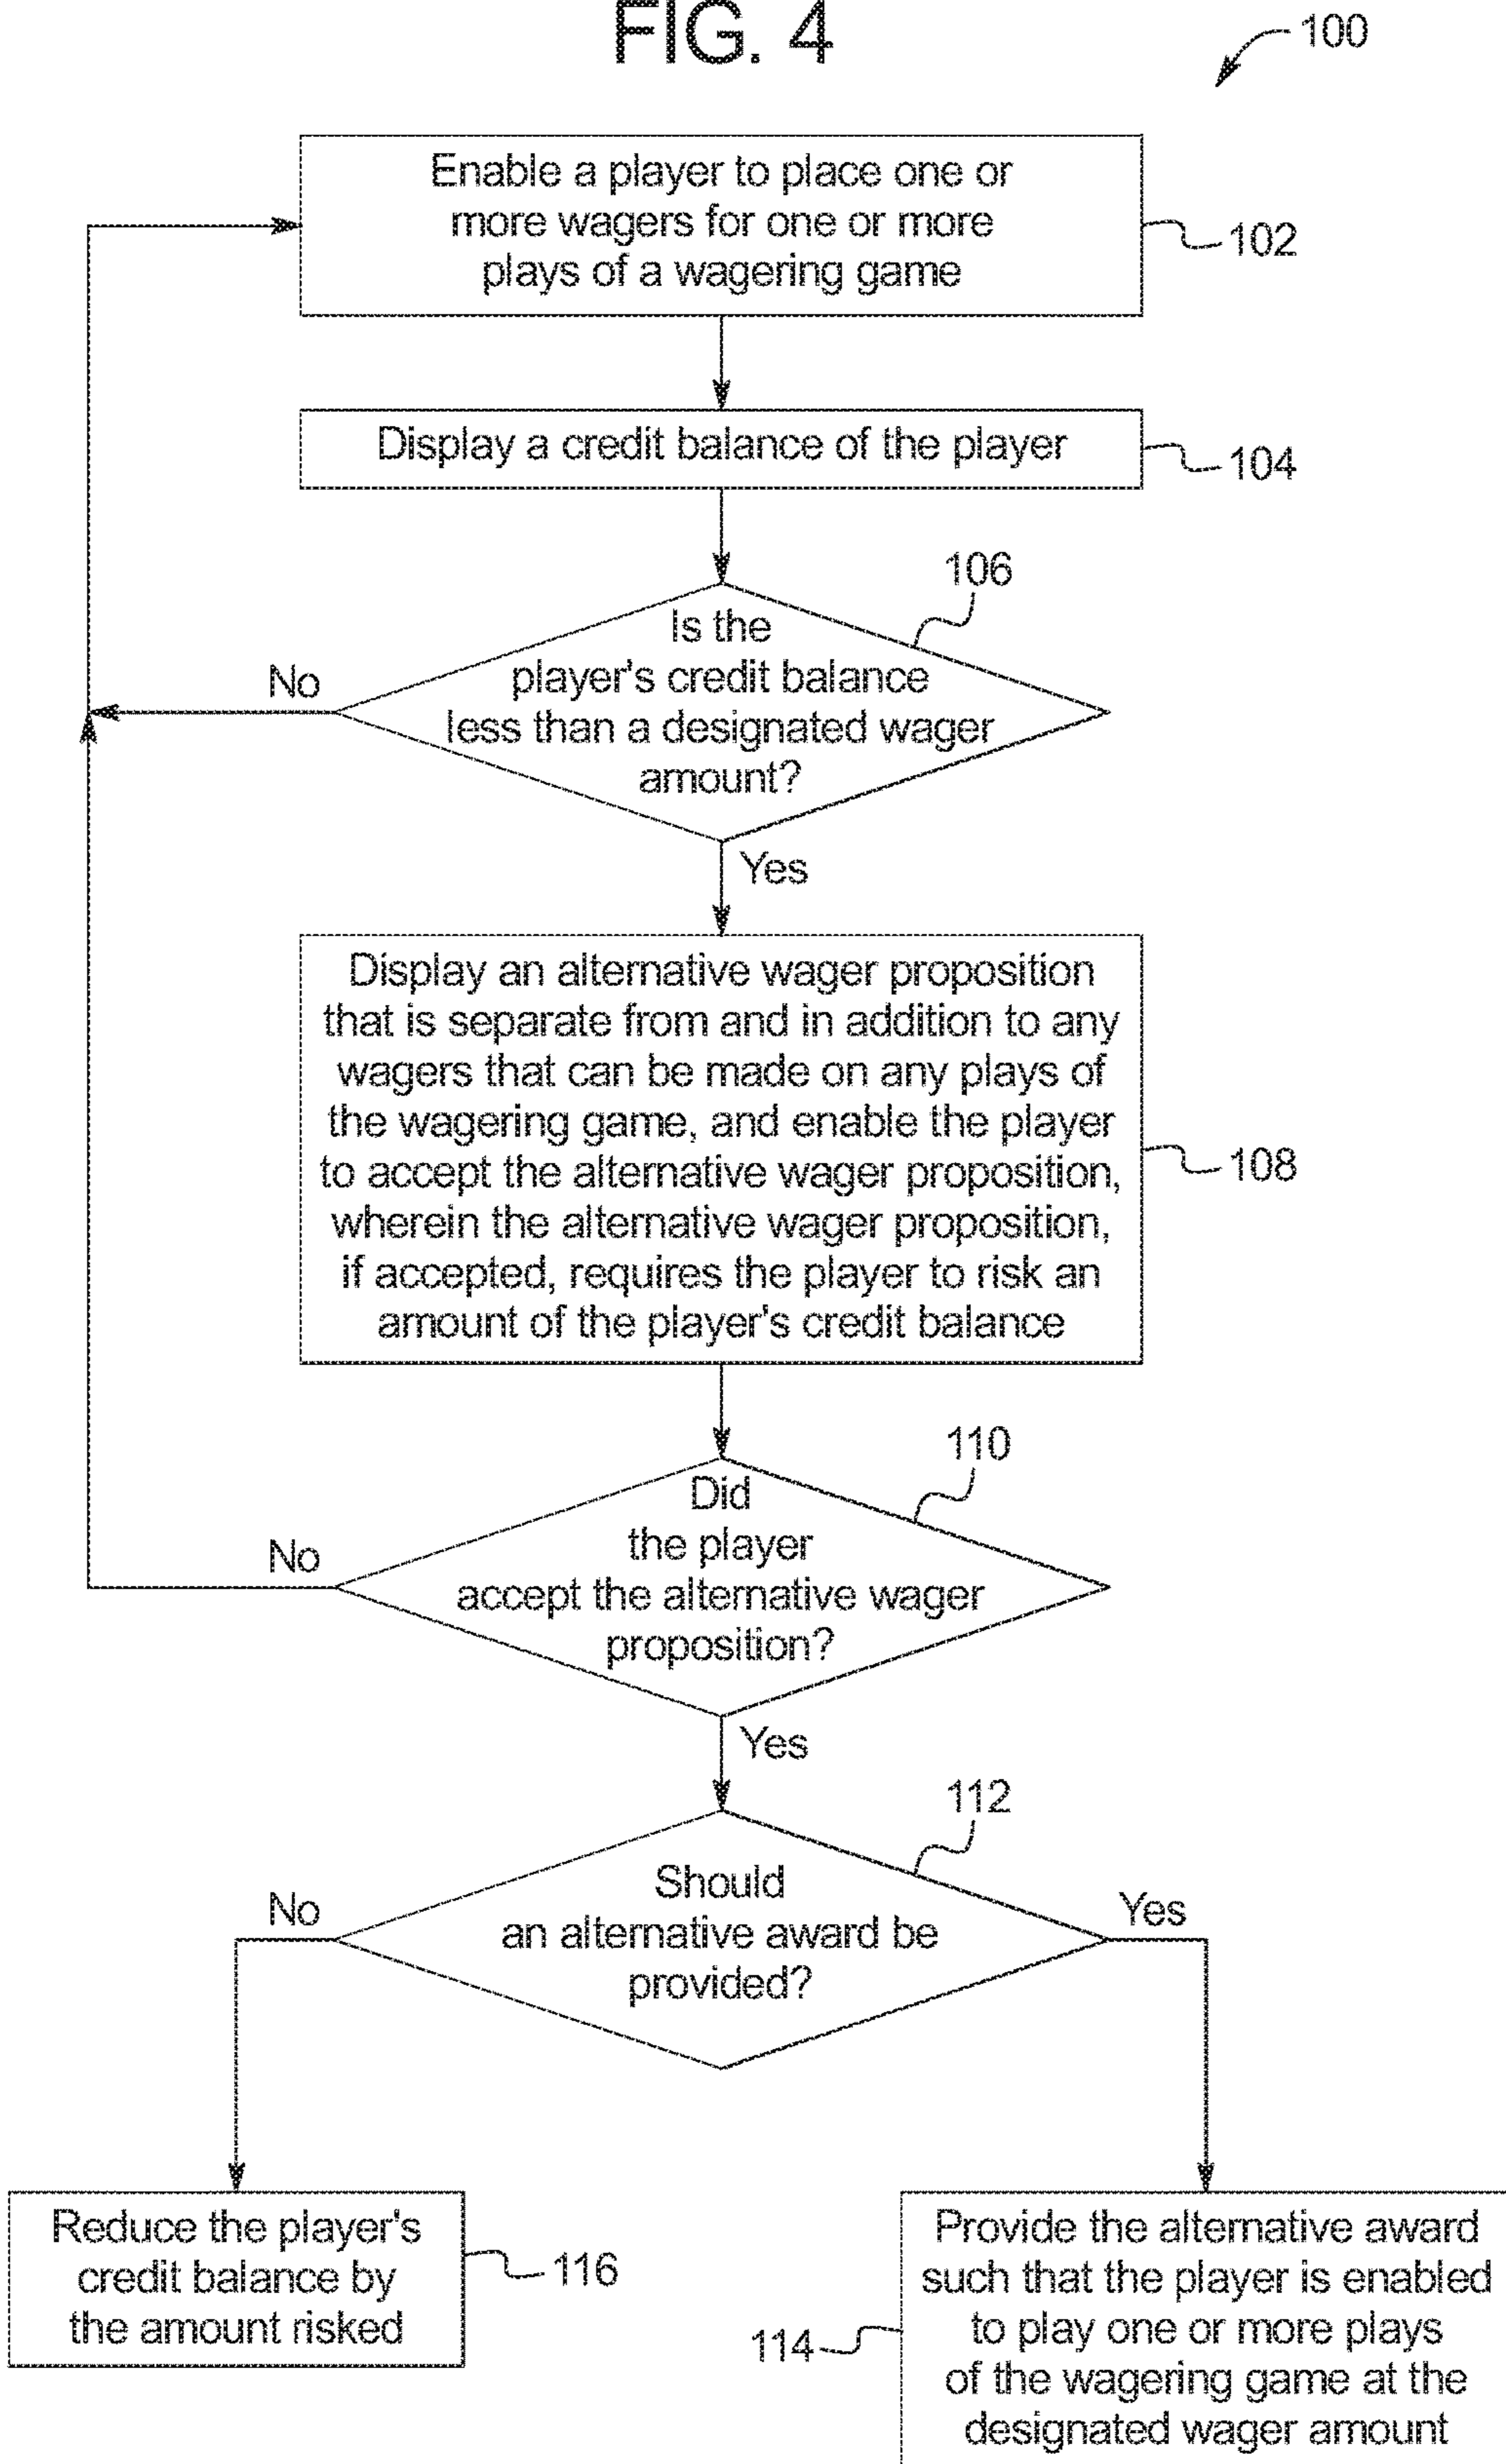 FIG. 4
100
Enable a player to place one or
more wagers for one or more
plays of a wagering game
102
Display a credit balance of the player
104
106
Is the
player's credit balance
less than a designated wager
amount?
No
Yes
Display an alternative wager proposition
that is separate from and in addition to any
wagers that can be made on any plays of
the wagering game, and enable the player
to accept the alternative wager proposition,
wherein the alternative wager proposition,
if accepted, requires the player to risk an
amount of the player's credit balance
108
110
Did
the player
accept the alternative wager
proposition?
No
Yes
112
Should
an alternative award be
provided?
No
Yes
Reduce the player's
credit balance by
the amount risked
116
Provide the alternative award
such that the player is enabled
to play one or more plays
of the wagering game at the
designated wager amount
114